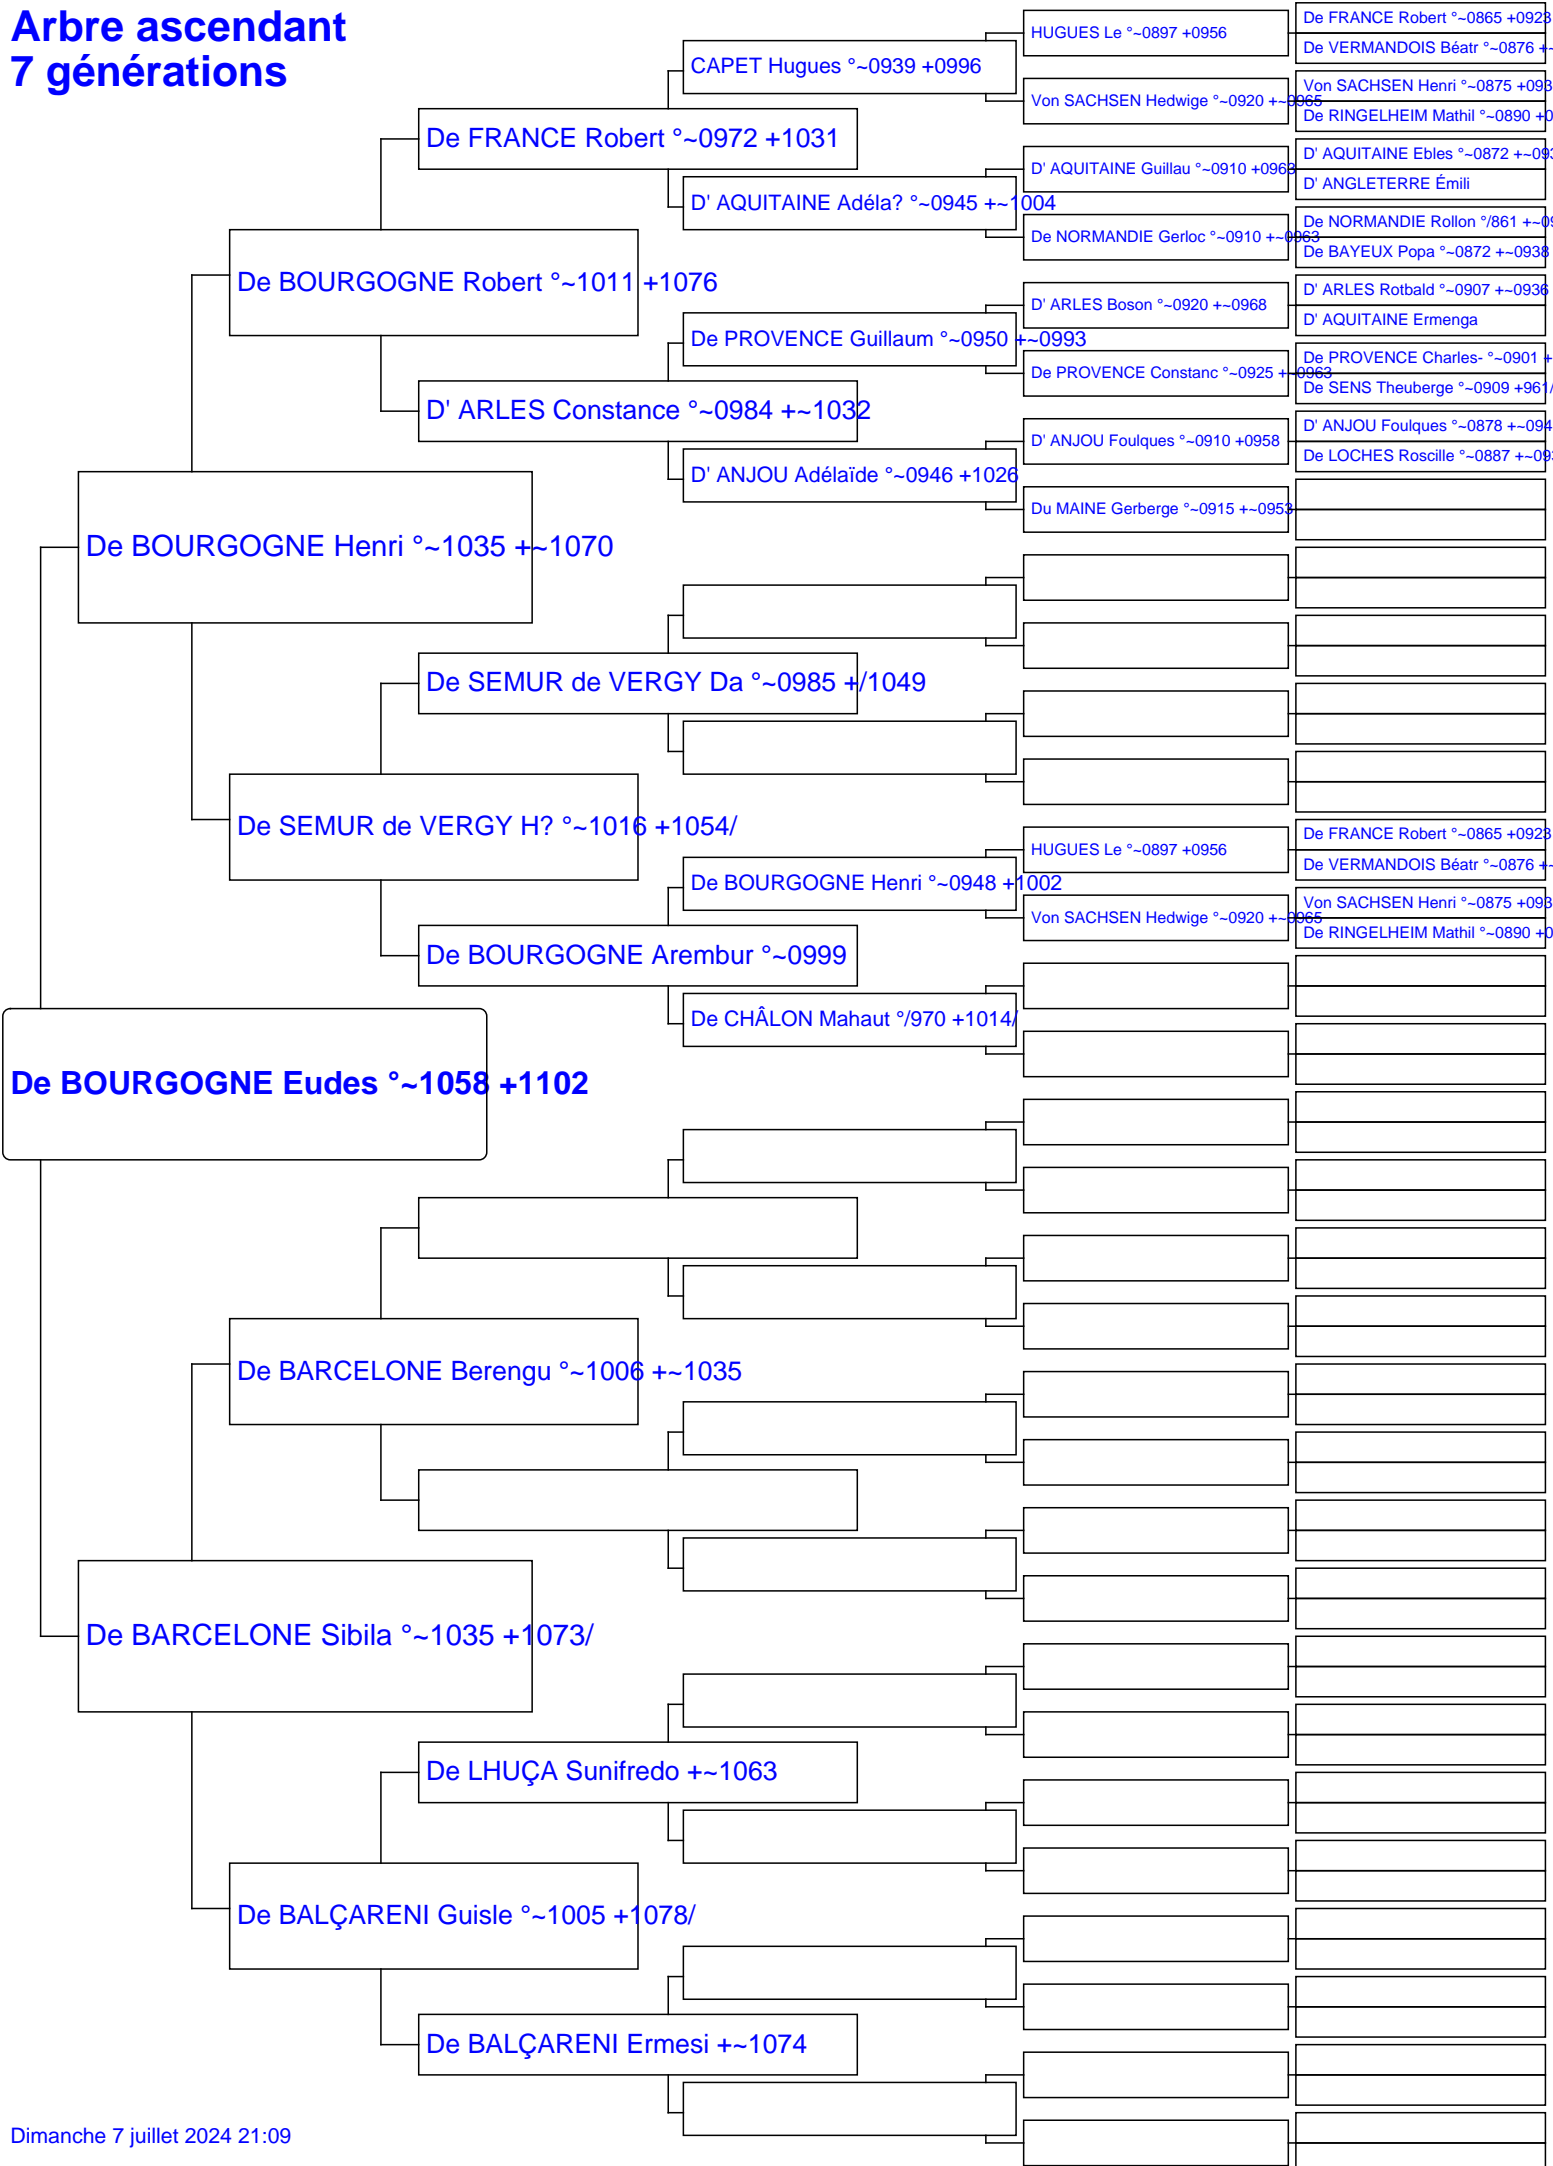 Arbre ascendant
7 générations
De FRANCE Robert °~0865 +0923
HUGUES Le °~0897 +0956
De VERMANDOIS Béatr °~0876 +~
CAPET Hugues °~0939 +0996
Von SACHSEN Henri °~0875 +093
Von SACHSEN Hedwige °~0920 +~0965
De RINGELHEIM Mathil °~0890 +0
De FRANCE Robert °~0972 +1031
D' AQUITAINE Ebles °~0872 +~093
D' AQUITAINE Guillau °~0910 +0963
D' ANGLETERRE Émili
D' AQUITAINE Adéla? °~0945 +~1004
De NORMANDIE Rollon °/861 +~09
De NORMANDIE Gerloc °~0910 +~0963
De BAYEUX Popa °~0872 +~0938
De BOURGOGNE Robert °~1011 +1076
D' ARLES Rotbald °~0907 +~0936
D' ARLES Boson °~0920 +~0968
D' AQUITAINE Ermenga
De PROVENCE Guillaum °~0950 +~0993
De PROVENCE Charles- °~0901 +
De PROVENCE Constanc °~0925 +~0963
De SENS Theuberge °~0909 +961/
D' ARLES Constance °~0984 +~1032
D' ANJOU Foulques °~0878 +~094
D' ANJOU Foulques °~0910 +0958
De LOCHES Roscille °~0887 +~09
D' ANJOU Adélaïde °~0946 +1026
Du MAINE Gerberge °~0915 +~0953
De BOURGOGNE Henri °~1035 +~1070
De SEMUR de VERGY Da °~0985 +/1049
De SEMUR de VERGY H? °~1016 +1054/
De FRANCE Robert °~0865 +0923
HUGUES Le °~0897 +0956
De VERMANDOIS Béatr °~0876 +~
De BOURGOGNE Henri °~0948 +1002
Von SACHSEN Henri °~0875 +093
Von SACHSEN Hedwige °~0920 +~0965
De RINGELHEIM Mathil °~0890 +0
De BOURGOGNE Arembur °~0999
De CHÂLON Mahaut °/970 +1014/
De BOURGOGNE Eudes °~1058 +1102
De BARCELONE Berengu °~1006 +~1035
De BARCELONE Sibila °~1035 +1073/
De LHUÇA Sunifredo +~1063
De BALÇARENI Guisle °~1005 +1078/
De BALÇARENI Ermesi +~1074
Dimanche 7 juillet 2024 21:09